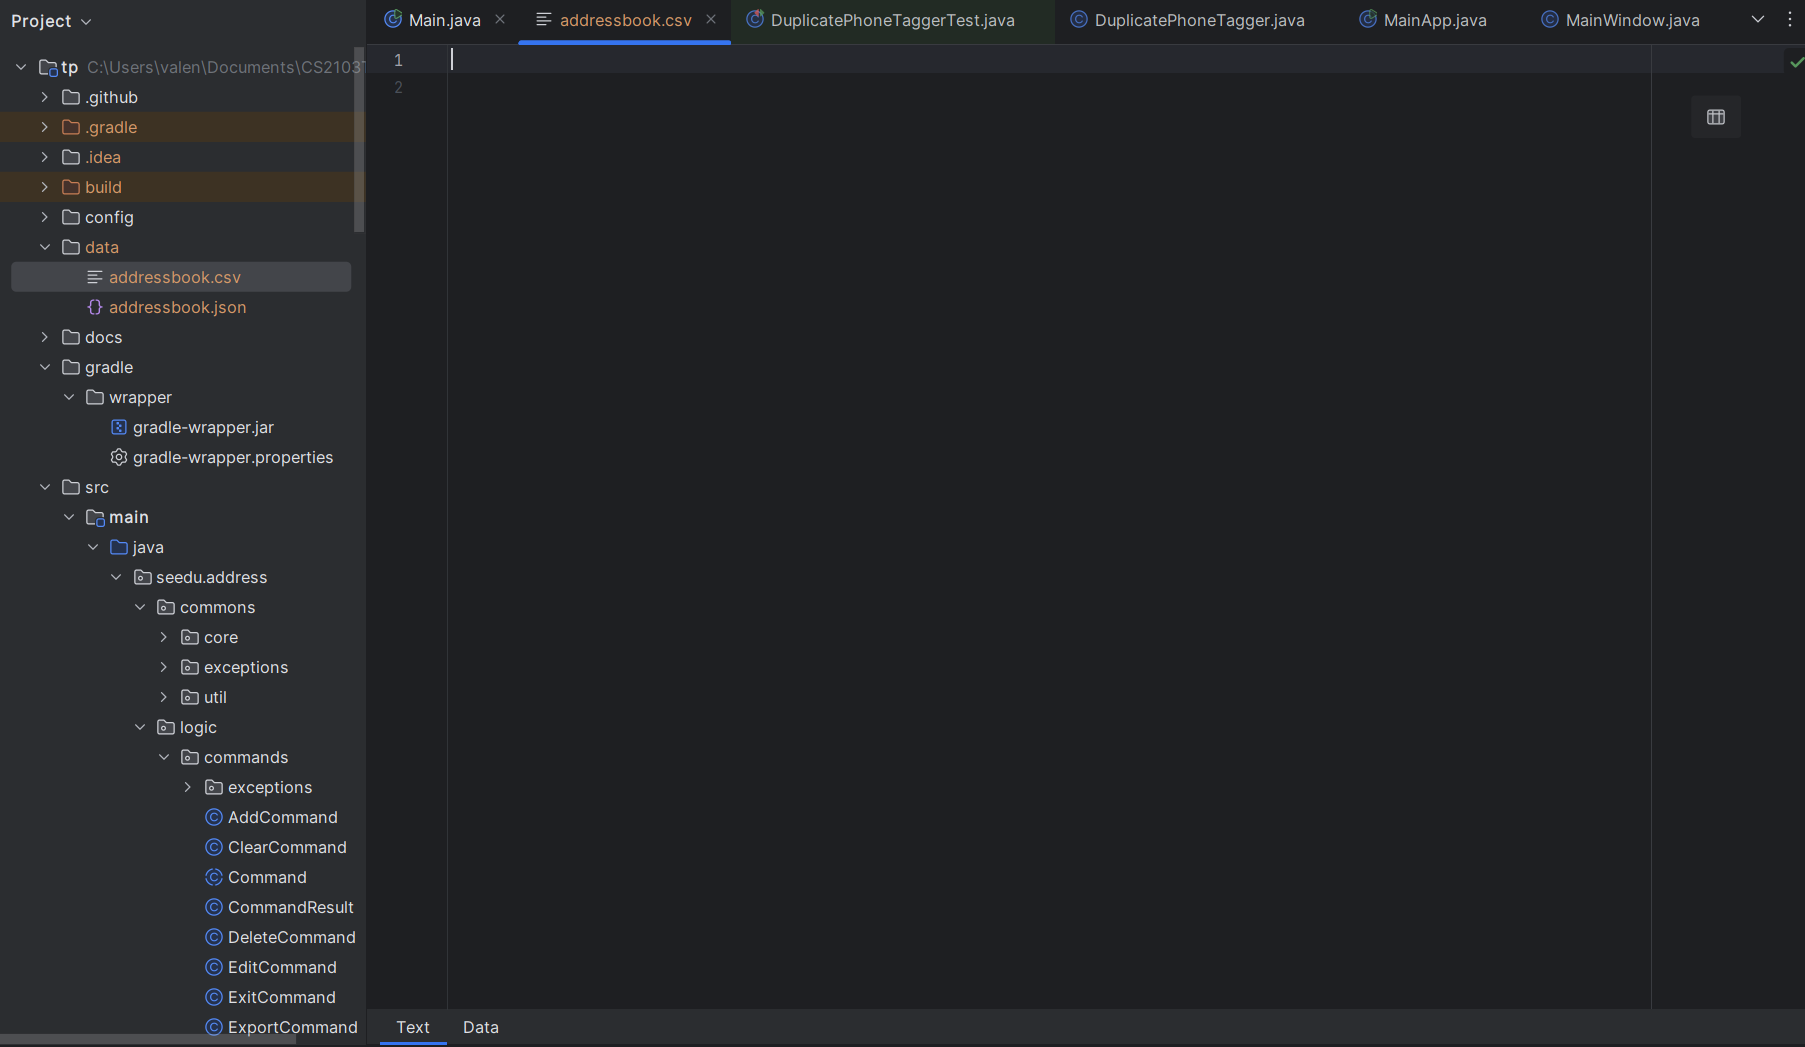 Project
Main.java
addressbook.csv
DuplicatePhoneTaggerTest.java
DuplicatePhoneTagger.java
MainApp.java
MainWindow.java
tp C:\Users\valen\Documents\CS2103T
.github
.gradle
.idea
build
config
data
addressbook.csv
addressbook.json
docs
gradle
wrapper
gradle-wrapper.jar
gradle-wrapper.properties
src
main
java
seedu.address
commons
core
exceptions
util
logic
commands
exceptions
AddCommand
ClearCommand
Command
CommandResult
DeleteCommand
EditCommand
ExitCommand
ExportCommand
1
2
Text Data